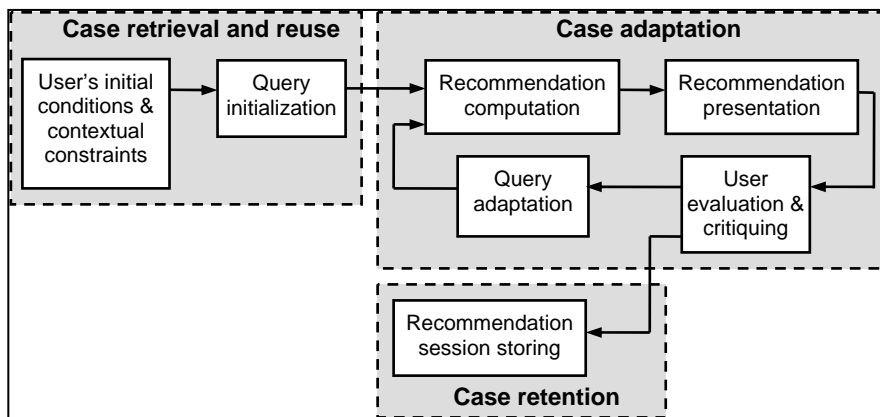 Case retrieval and reuse
User's initial
conditions &
contextual
constraints
Query
initialization
Case adaptation
Recommendation
computation
Recommendation
presentation
Query
adaptation
User
evaluation &
critiquing
Recommendation
session storing
Case retention